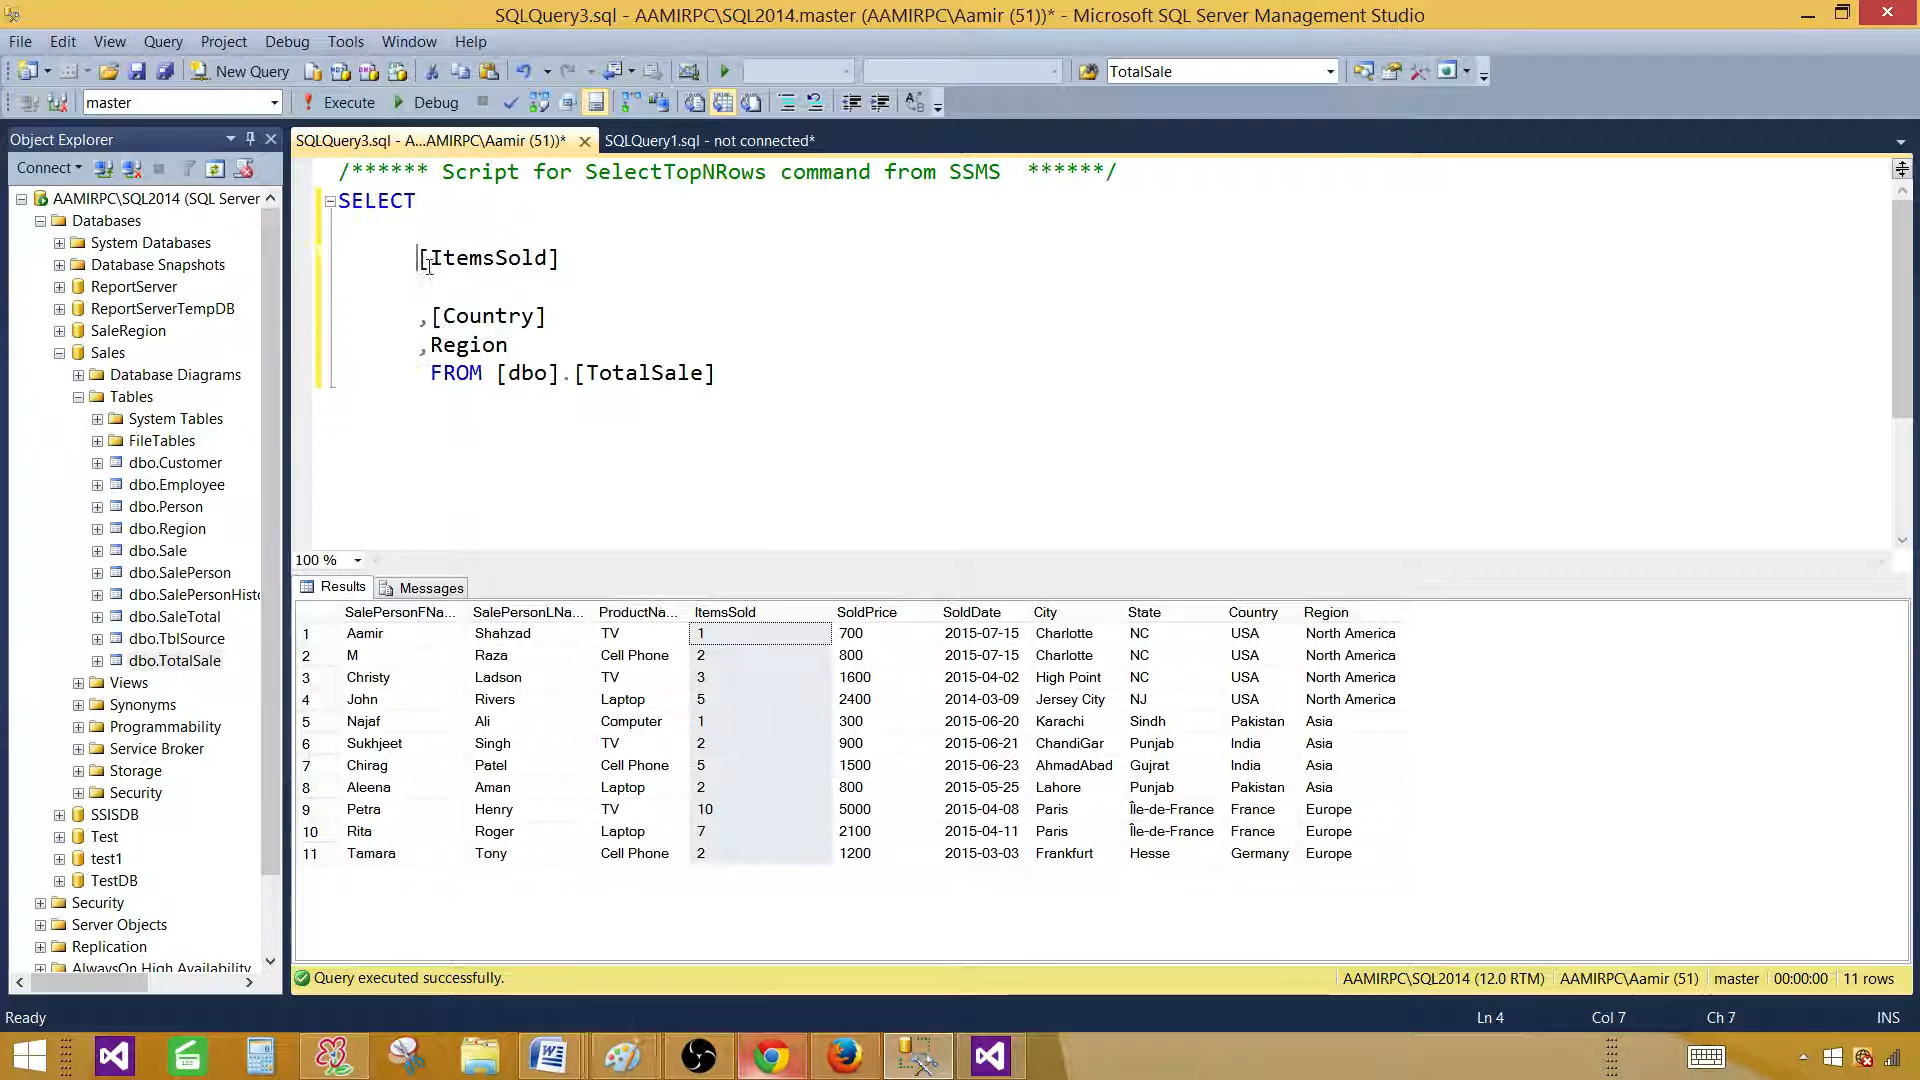 SQLQuery3.sql - AAMIRPC\SQL2014.master (AAMIRPC\Aamir (51))* - Microsoft SQL Server Management Studio
File Edit View Query Project Debug Tools Window Help
New Query TotalSale
master Execute Debug
Object Explorer
Connect
AAMIRPC\SQL2014 (SQL Server
Databases
System Databases
Database Snapshots
ReportServer
ReportServerTempDB
SaleRegion
Sales
Database Diagrams
Tables
System Tables
FileTables
dbo.Customer
dbo.Employee
dbo.Person
dbo.Region
dbo.Sale
dbo.SalePerson
dbo.SalePersonHisto
dbo.SaleTotal
dbo.TblSource
dbo.TotalSale
Views
Synonyms
Programmability
Service Broker
Storage
Security
SSISDB
Test
test1
TestDB
Security
Server Objects
Replication
AlwaysOn High Availability
SQLQuery3.sql - A...AMIRPC\Aamir (51))* SQLQuery1.sql - not connected*
/****** Script for SelectTopNRows command from SSMS ******/
SELECT
[ItemsSold]
,[Country]
,Region
FROM [dbo].[TotalSale]
100 %
Results Messages
SalePersonFNa... SalePersonLNa... ProductNa... ItemsSold SoldPrice SoldDate City State Country Region
1 Aamir Shahzad TV 1 700 2015-07-15 Charlotte NC USA North America
2 M Raza Cell Phone 2 800 2015-07-15 Charlotte NC USA North America
3 Christy Ladson TV 3 1600 2015-04-02 High Point NC USA North America
4 John Rivers Laptop 5 2400 2014-03-09 Jersey City NJ USA North America
5 Najaf Ali Computer 1 300 2015-06-20 Karachi Sindh Pakistan Asia
6 Sukhjeet Singh TV 2 900 2015-06-21 ChandiGar Punjab India Asia
7 Chirag Patel Cell Phone 5 1500 2015-06-23 AhmadAbad Gujrat India Asia
8 Aleena Aman Laptop 2 800 2015-05-25 Lahore Punjab Pakistan Asia
9 Petra Henry TV 10 5000 2015-04-08 Paris Île-de-France France Europe
10 Rita Roger Laptop 7 2100 2015-04-11 Paris Île-de-France France Europe
11 Tamara Tony Cell Phone 2 1200 2015-03-03 Frankfurt Hesse Germany Europe
Query executed successfully. AAMIRPC\SQL2014 (12.0 RTM) AAMIRPC\Aamir (51) master 00:00:00 11 rows
Ready Ln 4 Col 7 Ch 7 INS